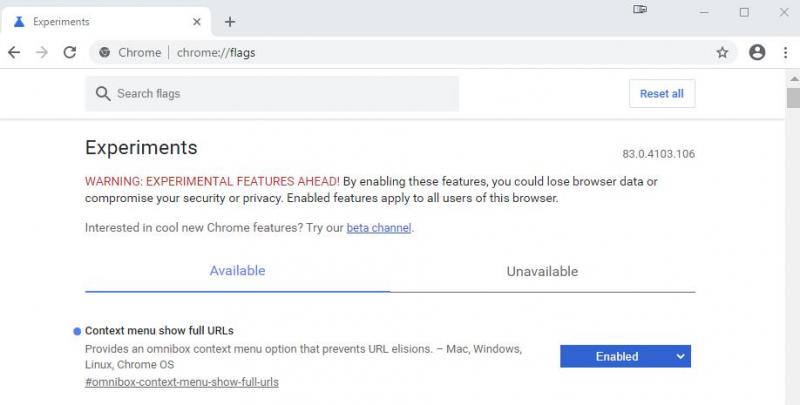 Experiments
Chrome | chrome://flags
Search flags
Reset all
Experiments
83.0.4103.106
WARNING: EXPERIMENTAL FEATURES AHEAD! By enabling these features, you could lose browser data or
compromise your security or privacy. Enabled features apply to all users of this browser.
Interested in cool new Chrome features? Try our beta channel.
Available
Unavailable
Context menu show full URLs
Provides an omnibox context menu option that prevents URL elisions. – Mac, Windows,
Linux, Chrome OS
#omnibox-context-menu-show-full-urls
Enabled